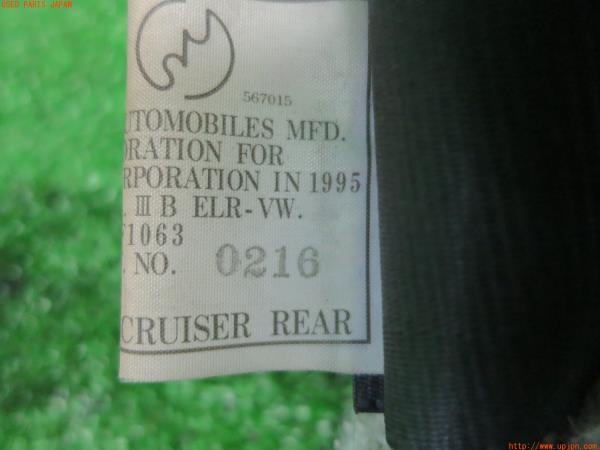 USED PARTS JAPAN
567015
UTOMOBILES MFD.
ORATION FOR
RPORATION IN 1995
. III B ELR-VW.
1063
. NO. 0216
CRUISER REAR
http://www.upjpn.com/